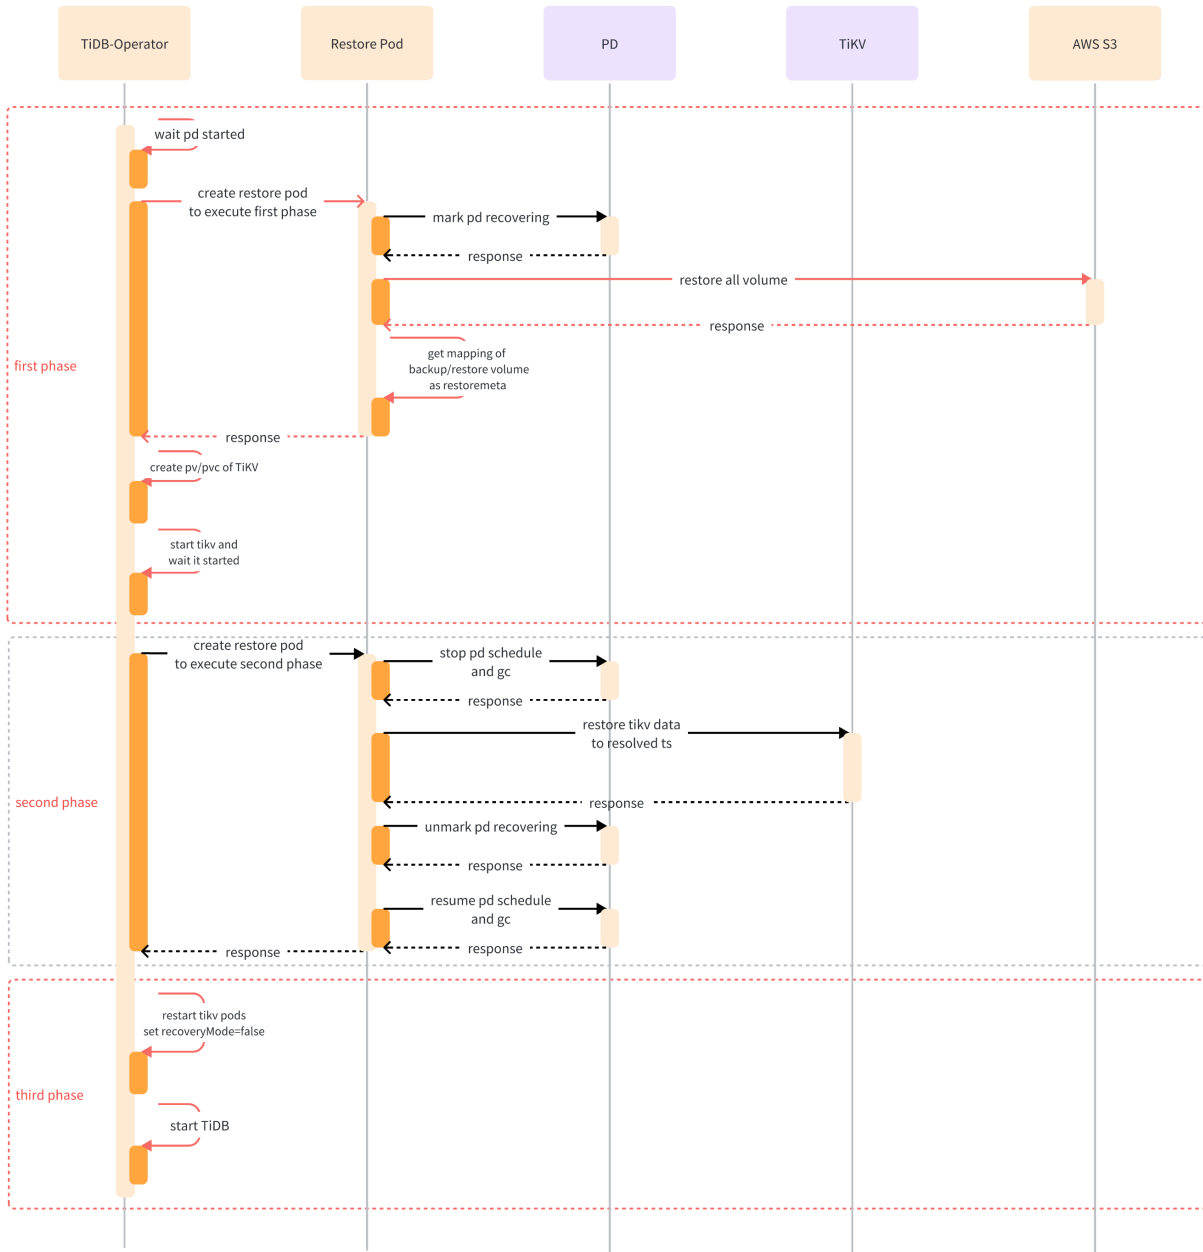 TiDB-Operator
Restore Pod
PD
TiKV
AWS S3
wait pd started
create restore pod
to execute first phase
mark pd recovering
response
restore all volume
response
get mapping of
backup/restore volume
as restoremeta
first phase
response
create pv/pvc of TiKV
start tikv and
wait it started
create restore pod
to execute second phase
stop pd schedule
and gc
response
restore tikv data
to resolved ts
second phase
response
unmark pd recovering
response
resume pd schedule
and gc
response
response
restart tikv pods
set recoveryMode=false
third phase
start TiDB